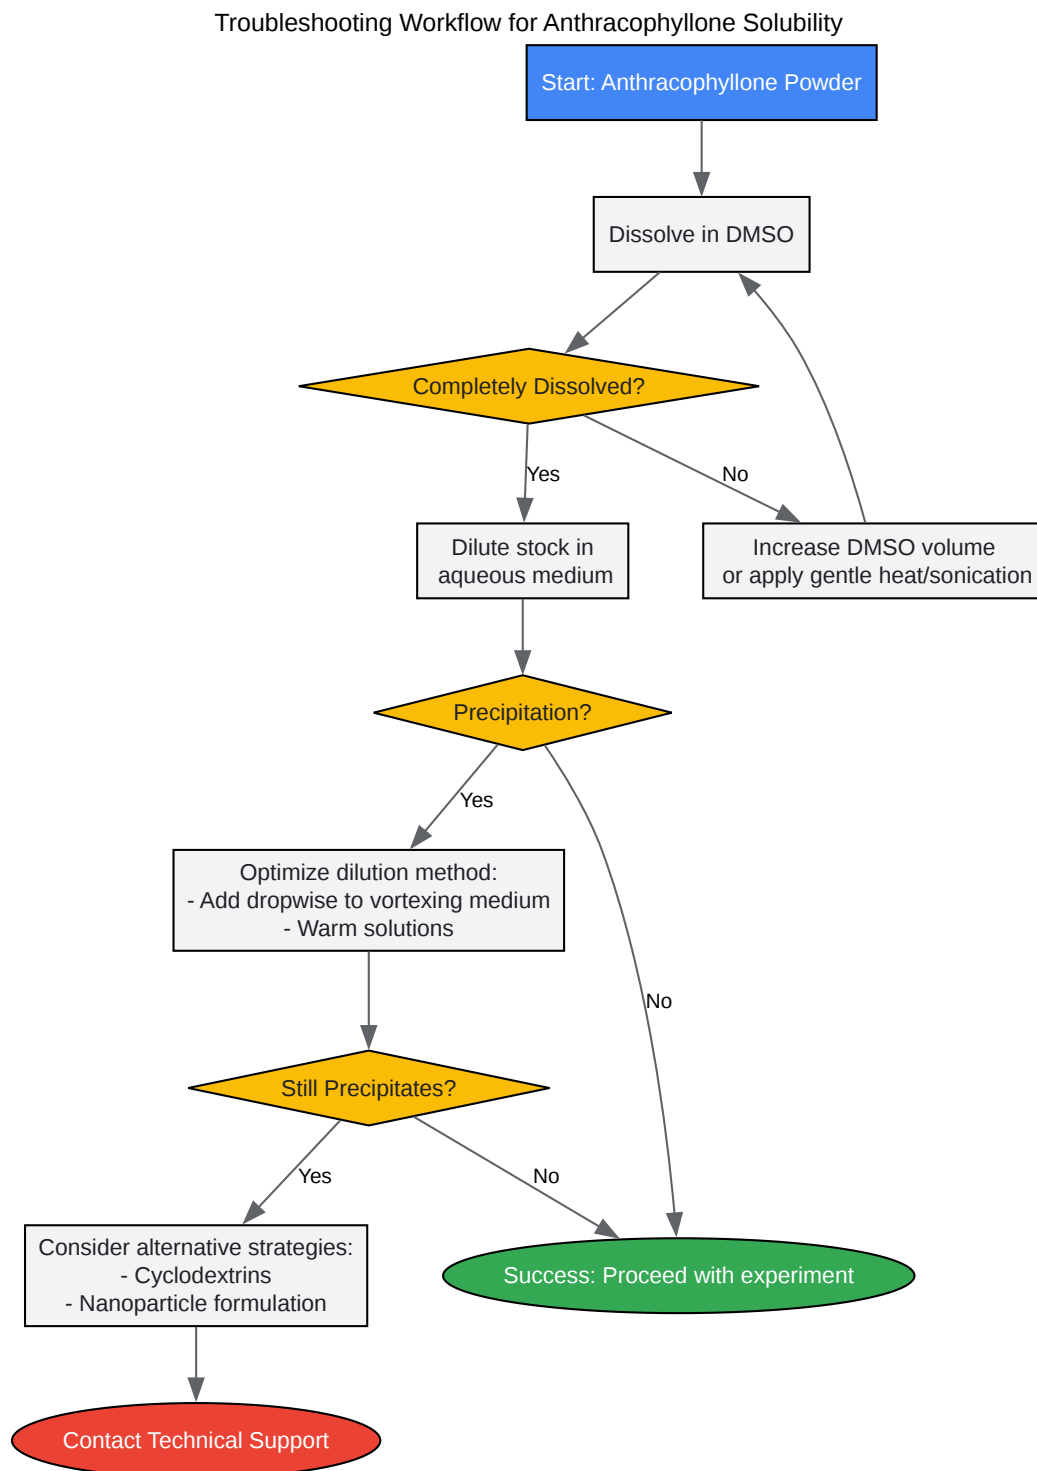 Troubleshooting Workflow for Anthracophyllone Solubility
Start: Anthracophyllone Powder
Dissolve in DMSO
Completely Dissolved?
Yes
No
Dilute stock in
aqueous medium
Increase DMSO volume
or apply gentle heat/sonication
Precipitation?
Yes
Optimize dilution method:
- Add dropwise to vortexing medium
- Warm solutions
No
Still Precipitates?
Yes
No
Consider alternative strategies:
- Cyclodextrins
- Nanoparticle formulation
Success: Proceed with experiment
Contact Technical Support